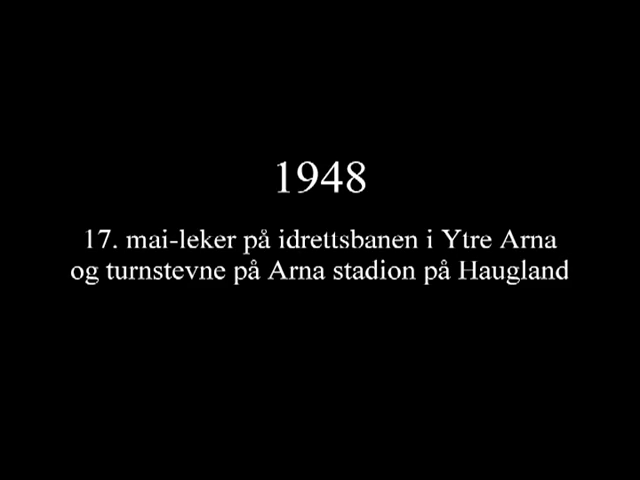 1948
17. mai-leker på idrettsbanen i Ytre Arna
og turnstevne på Arna stadion på Haugland